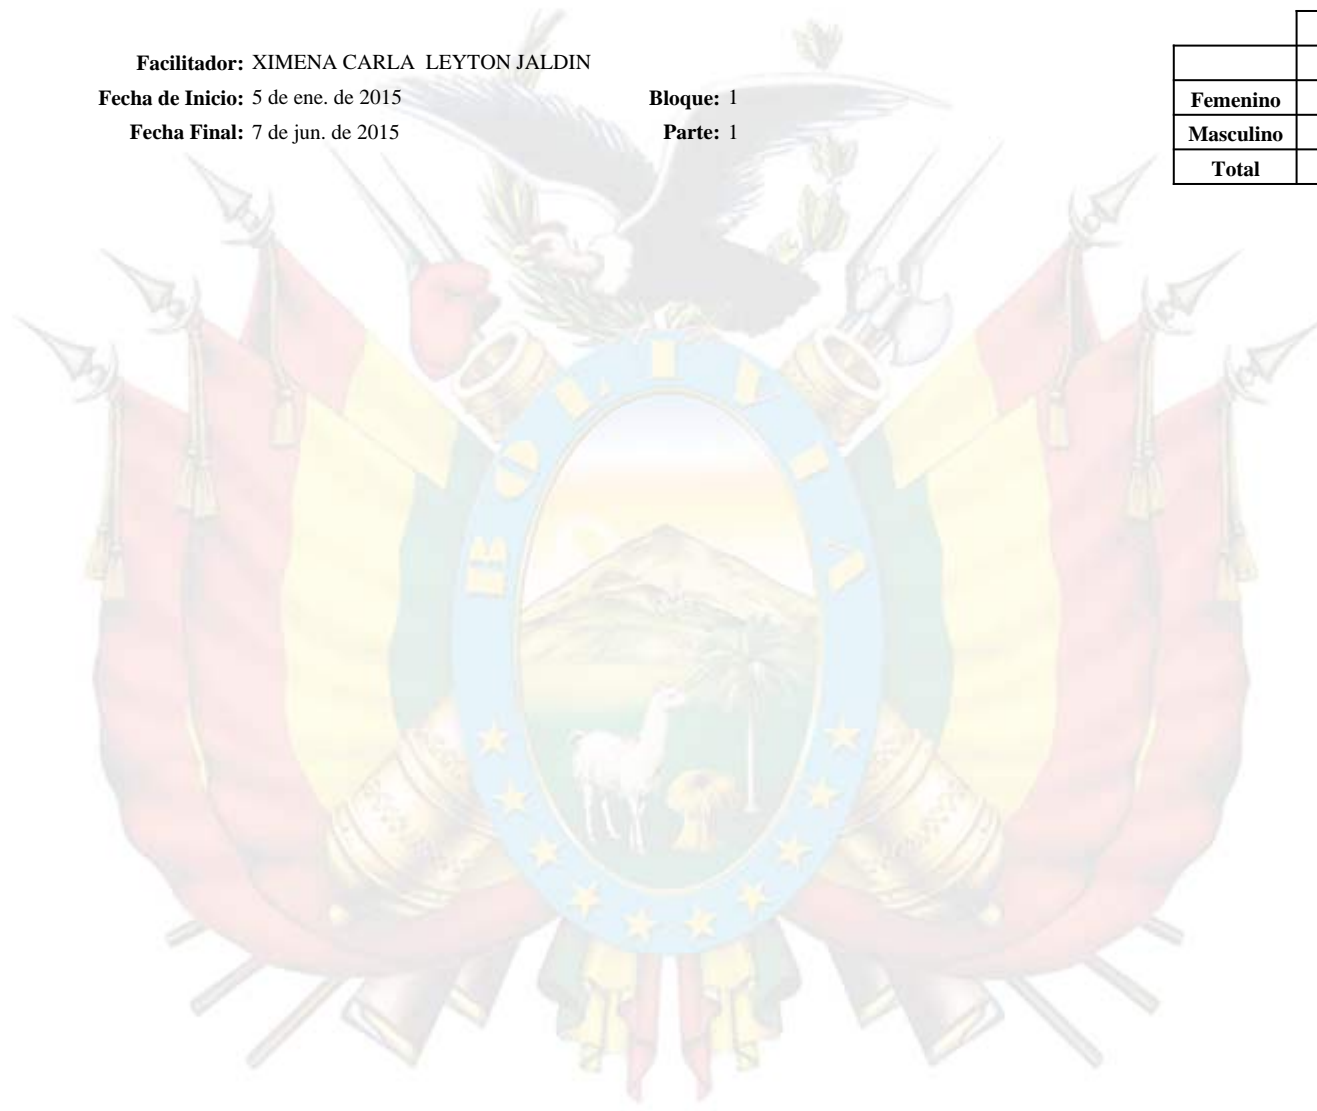 Facilitador: XIMENA CARLA LEYTON JALDIN
Fecha de Inicio: 5 de ene. de 2015 Bloque: 1
Fecha Final: 7 de jun. de 2015 Parte: 1
Femenino
Masculino
Total
BOLIVIA